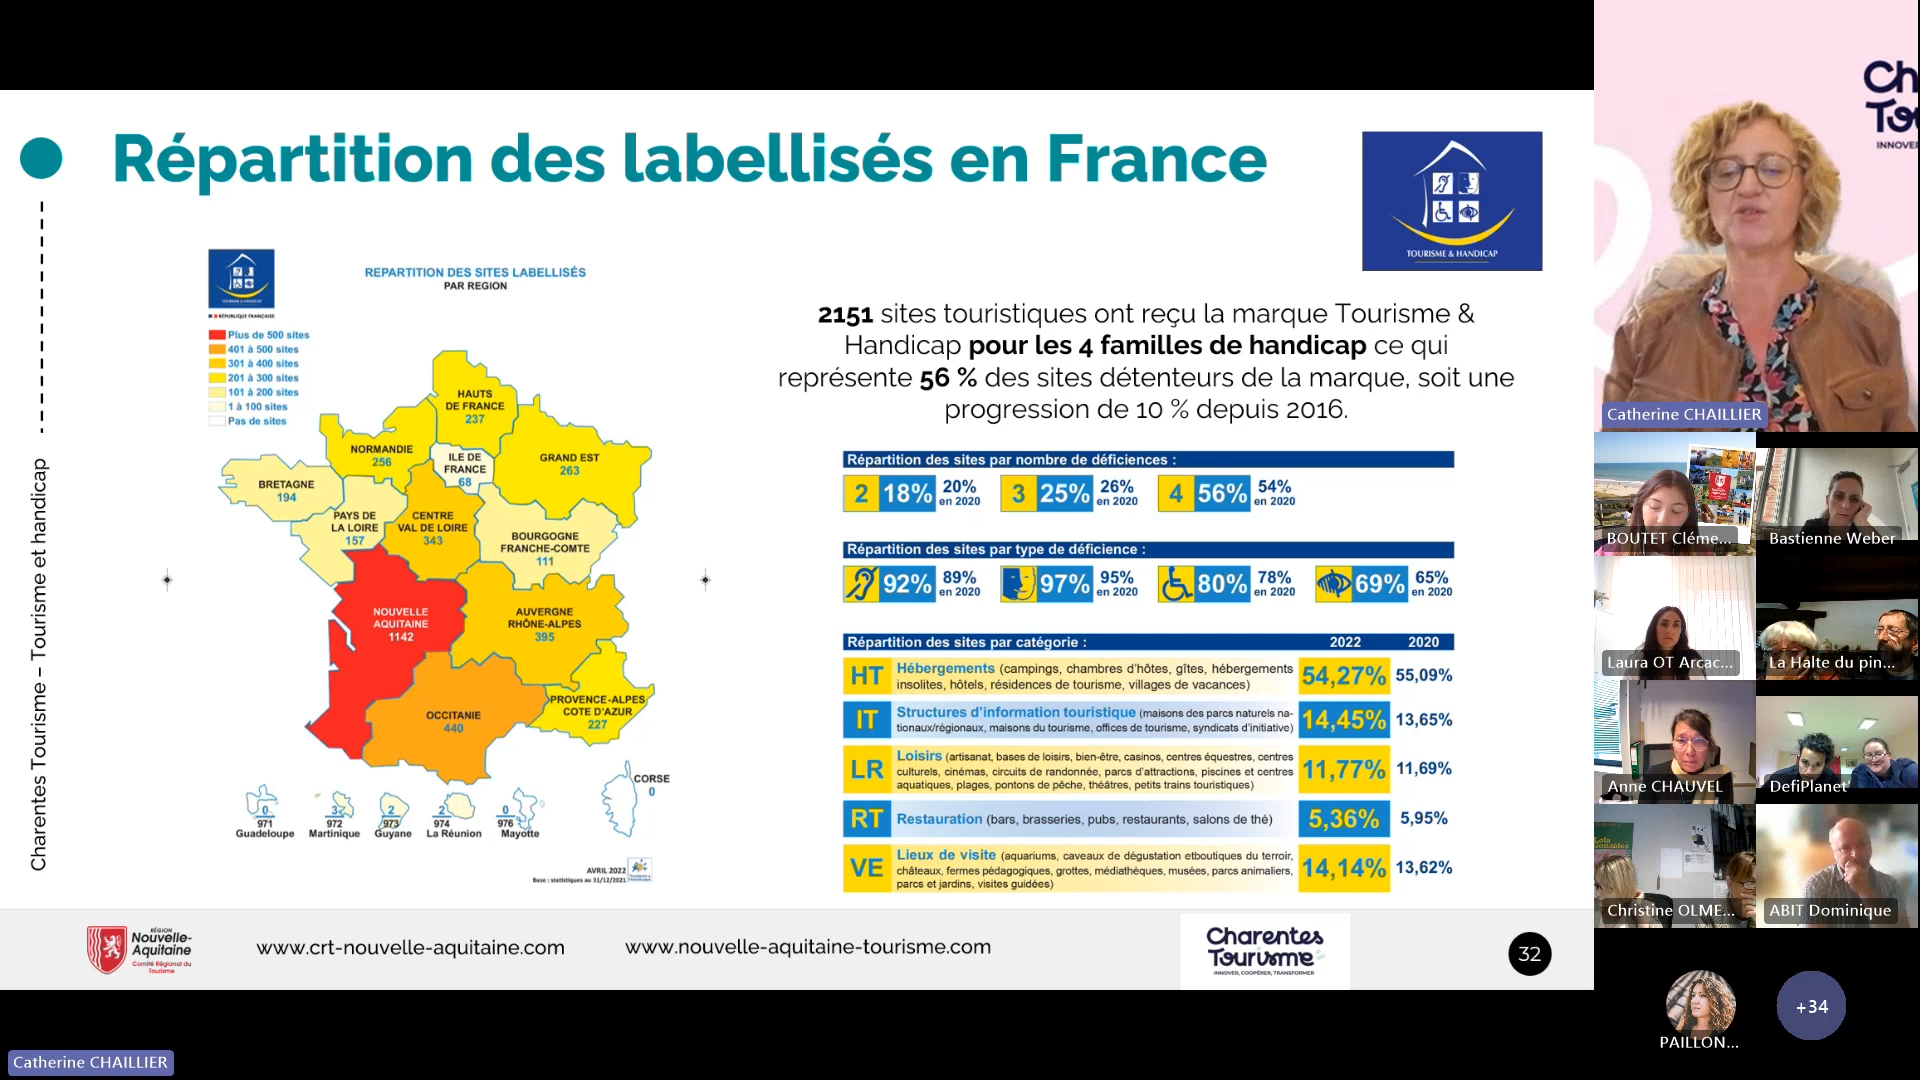 Répartition des labellisés en France
TOURISME & HANDICAP
Charentes Tourisme – Tourisme et handicap
REPARTITION DES SITES LABELLISÉS
PAR REGION
RÉPUBLIQUE FRANÇAISE
Plus de 500 sites
401 à 500 sites
301 à 400 sites
201 à 300 sites
101 à 200 sites
1 à 100 sites
Pas de sites
HAUTS
DE FRANCE
237
NORMANDIE
256
ILE DE
FRANCE
68
GRAND EST
263
BRETAGNE
194
PAYS DE
LA LOIRE
157
CENTRE
VAL DE LOIRE
343
BOURGOGNE
FRANCHE-COMTE
111
NOUVELLE
AQUITAINE
1142
AUVERGNE
RHÔNE-ALPES
395
OCCITANIE
440
PROVENCE-ALPES
COTE D'AZUR
227
CORSE
0
0
971
Guadeloupe
3
972
Martinique
2
973
Guyane
2
974
La Réunion
0
976
Mayotte
AVRIL 2022
Base : statistiques au 31/12/2021
2151 sites touristiques ont reçu la marque Tourisme &
Handicap pour les 4 familles de handicap ce qui
représente 56 % des sites détenteurs de la marque, soit une
progression de 10 % depuis 2016.
Répartition des sites par nombre de déficiences :
2 18% 20% en 2020
3 25% 26% en 2020
4 56% 54% en 2020
Répartition des sites par type de déficience :
92% 89% en 2020
97% 95% en 2020
80% 78% en 2020
69% 65% en 2020
Répartition des sites par catégorie : 2022 2020
HT Hébergements (campings, chambres d'hôtes, gîtes, hébergements
insolites, hôtels, résidences de tourisme, villages de vacances) 54,27% 55,09%
IT Structures d'information touristique (maisons des parcs naturels na-
tionaux/régionaux, maisons du tourisme, offices de tourisme, syndicats d'initiative) 14,45% 13,65%
LR Loisirs (artisanat, bases de loisirs, bien-être, casinos, centres équestres, centres
culturels, cinémas, circuits de randonnée, parcs d'attractions, piscines et centres
aquatiques, plages, pontons de pêche, théâtres, petits trains touristiques) 11,77% 11,69%
RT Restauration (bars, brasseries, pubs, restaurants, salons de thé) 5,36% 5,95%
VE Lieux de visite (aquariums, caveaux de dégustation etboutiques du terroir,
châteaux, fermes pédagogiques, grottes, médiathèques, musées, parcs animaliers,
parcs et jardins, visites guidées) 14,14% 13,62%
RÉGION
Nouvelle-
Aquitaine
Comité Régional du
Tourisme
www.crt-nouvelle-aquitaine.com
www.nouvelle-aquitaine-tourisme.com
Charentes
Tourisme
INNOVER, COOPÉRER, TRANSFORMER
32
Catherine CHAILLIER
Ch
To
INNOVER
Catherine CHAILLIER
BOUTET Cléme...
Bastienne Weber
Laura OT Arcac...
La Halte du pin...
Anne CHAUVEL
DefiPlanet'
Christine OLME...
ABIT Dominique
PAILLON...
+34